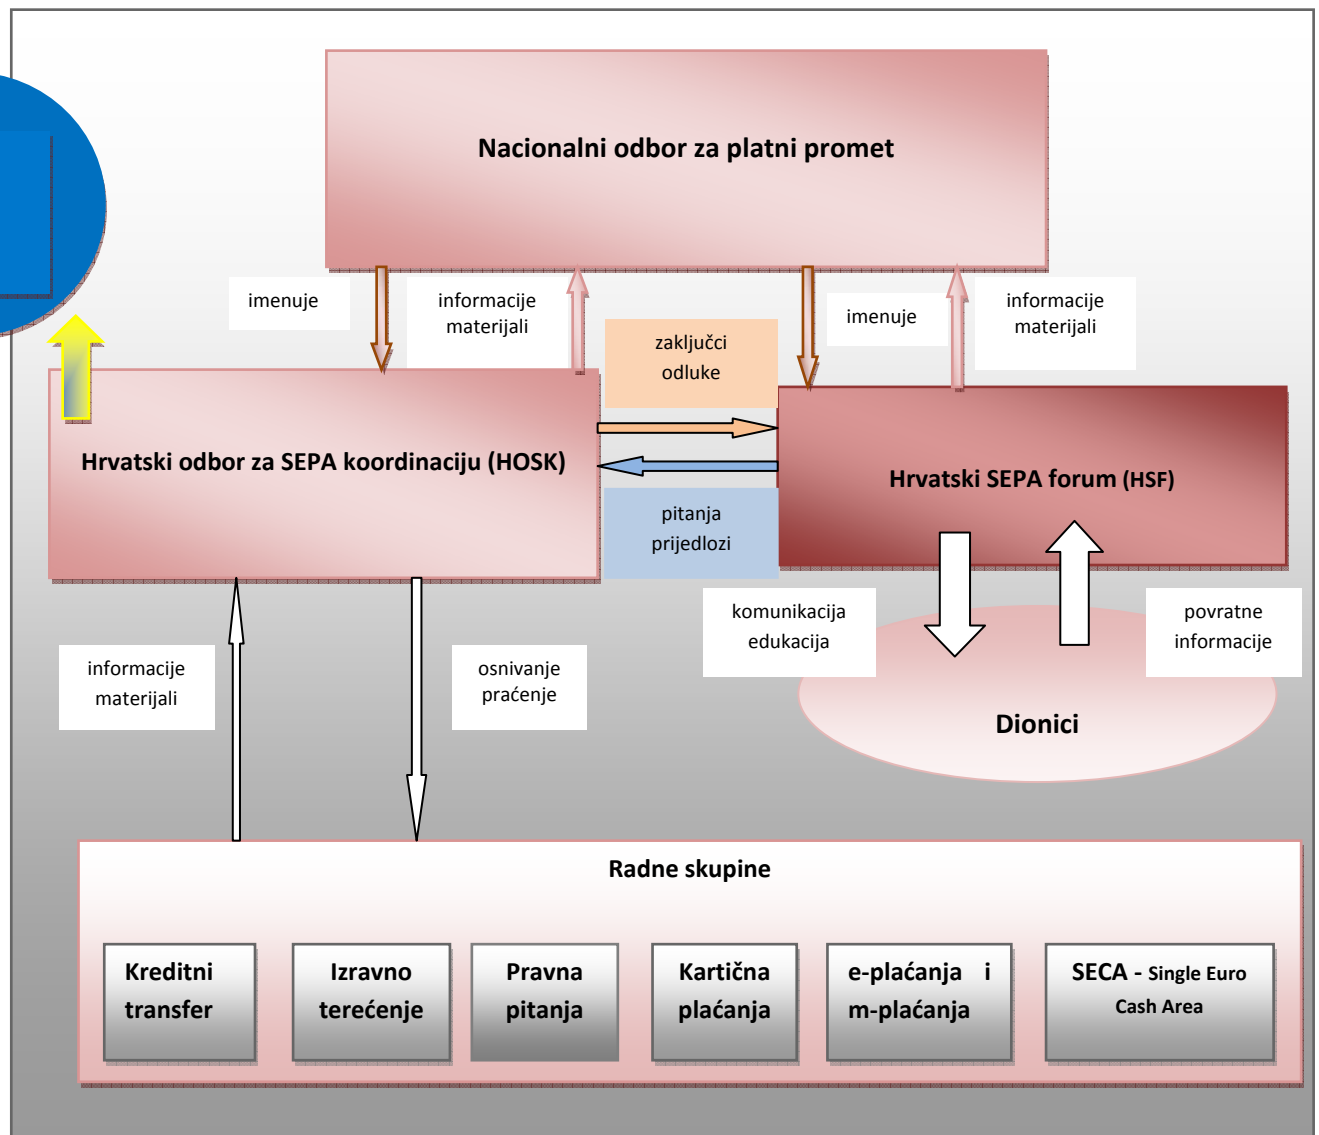 Nacionalni odbor za platni promet
imenuje
informacije
materijali
imenuje
informacije
materijali
zaključci
odluke
Hrvatski odbor za SEPA koordinaciju (HOSK)
Hrvatski SEPA forum (HSF)
pitanja
prijedlozi
komunikacija
edukacija
povratne
informacije
informacije
materijali
osnivanje
praćenje
Dionici
Radne skupine
Kreditni
transfer
Izravno
terećenje
Pravna
pitanja
Kartična
plaćanja
e-plaćanja i
m-plaćanja
SECA - Single Euro
Cash Area